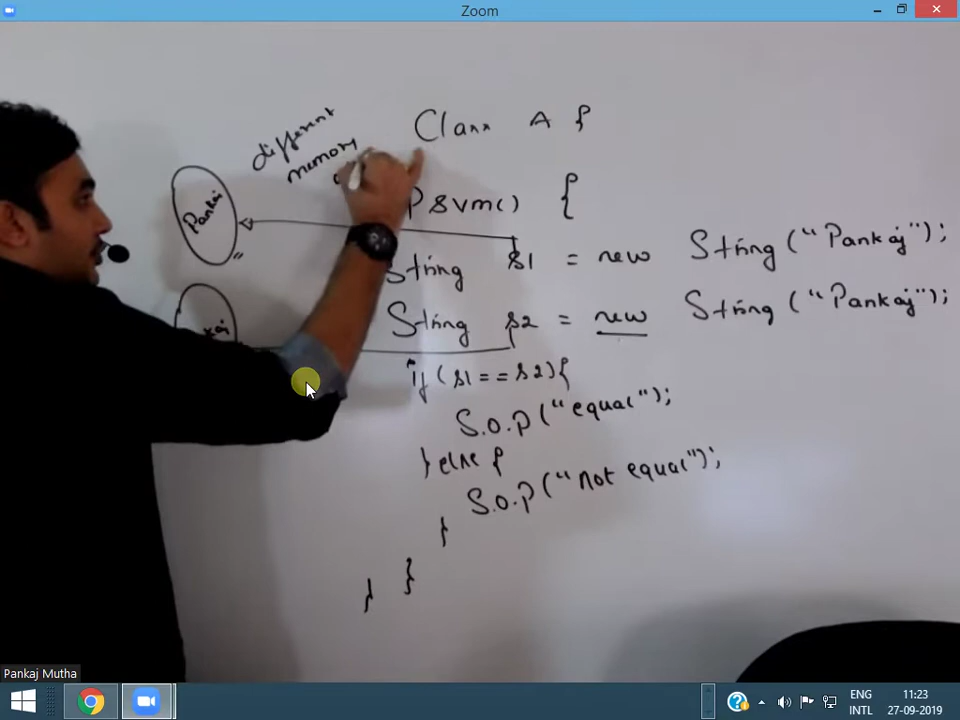 Zoom
different
memory
Class A {
Psvm() {
Pankaj
String s1 = new String("Pankaj");
String s2 = new String("Pankaj");
if(s1==s2){
S.O.P("equal");
}else {
S.O.P("not equal");
}
}
}
Pankaj Mutha
ENG
INTL
11:23
27-09-2019